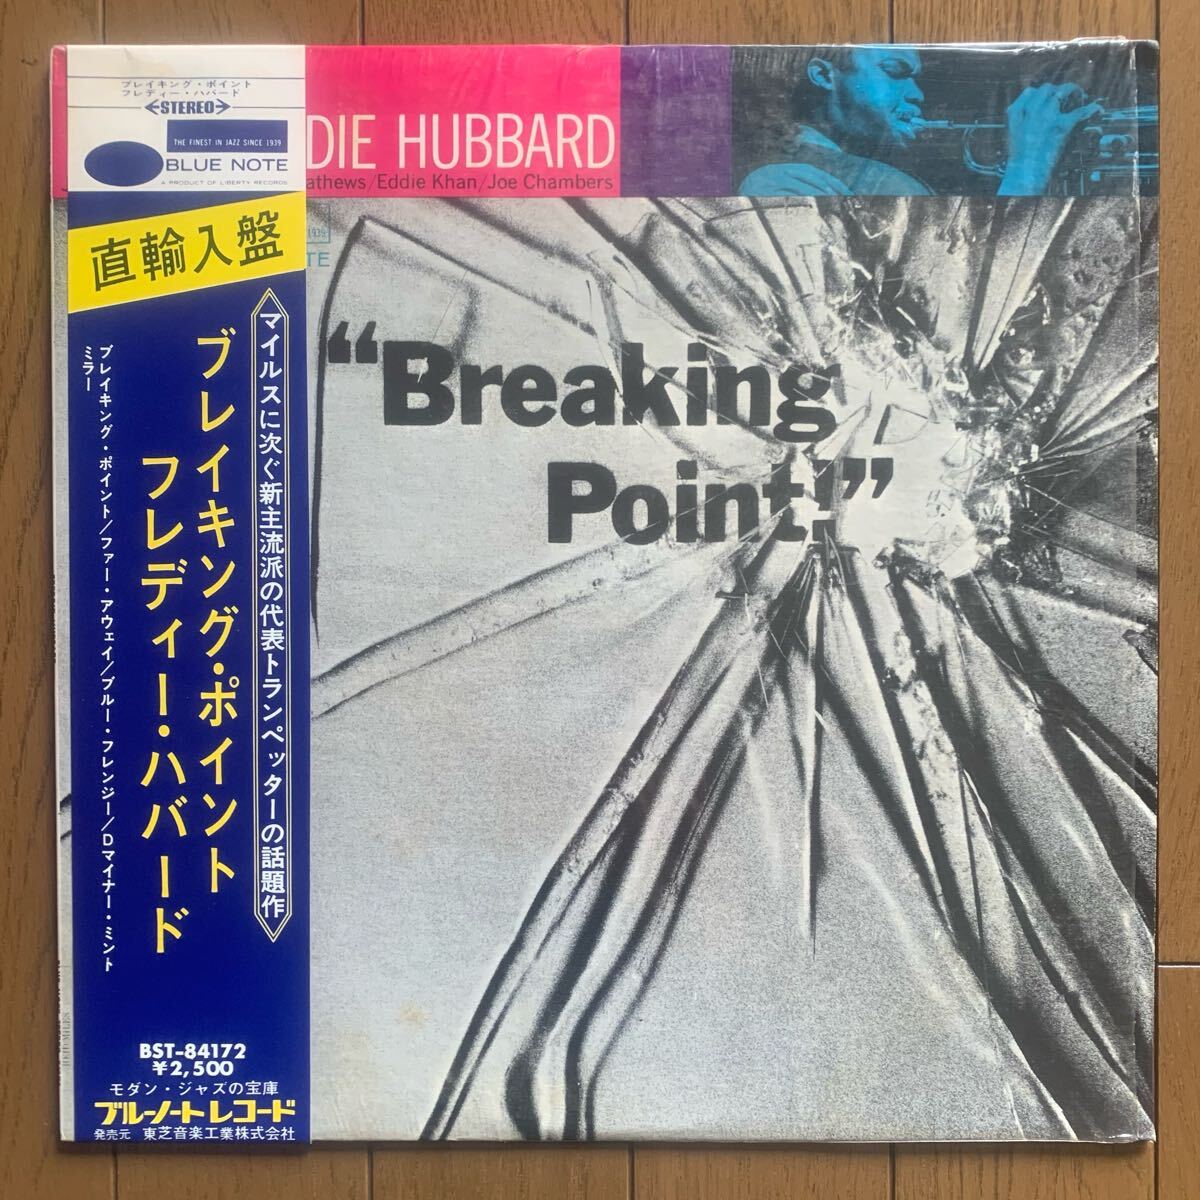 ブレイキング・ポイント
フレディー・ハバード
STEREO
THE FINEST IN JAZZ SINCE 1939
BLUE NOTE
A PRODUCT OF LIBERTY RECORDS
直輸入盤
マイルスに次ぐ新主流派の代表トランペッターの話題作
ブレイキング・ポイント
フレディー・ハバード
ブレイキング・ポイント/ファー・アウェイ/ブルー・フレンジー/Dマイナー・ミント
ミラー
BST-84172
¥2,500
モダン・ジャズの宝庫
ブルーノートレコード
発売元 東芝音楽工業株式会社
DIE HUBBARD
athews/Eddie Khan/Joe Chambers
1939
TE
“Breaking
Point!”